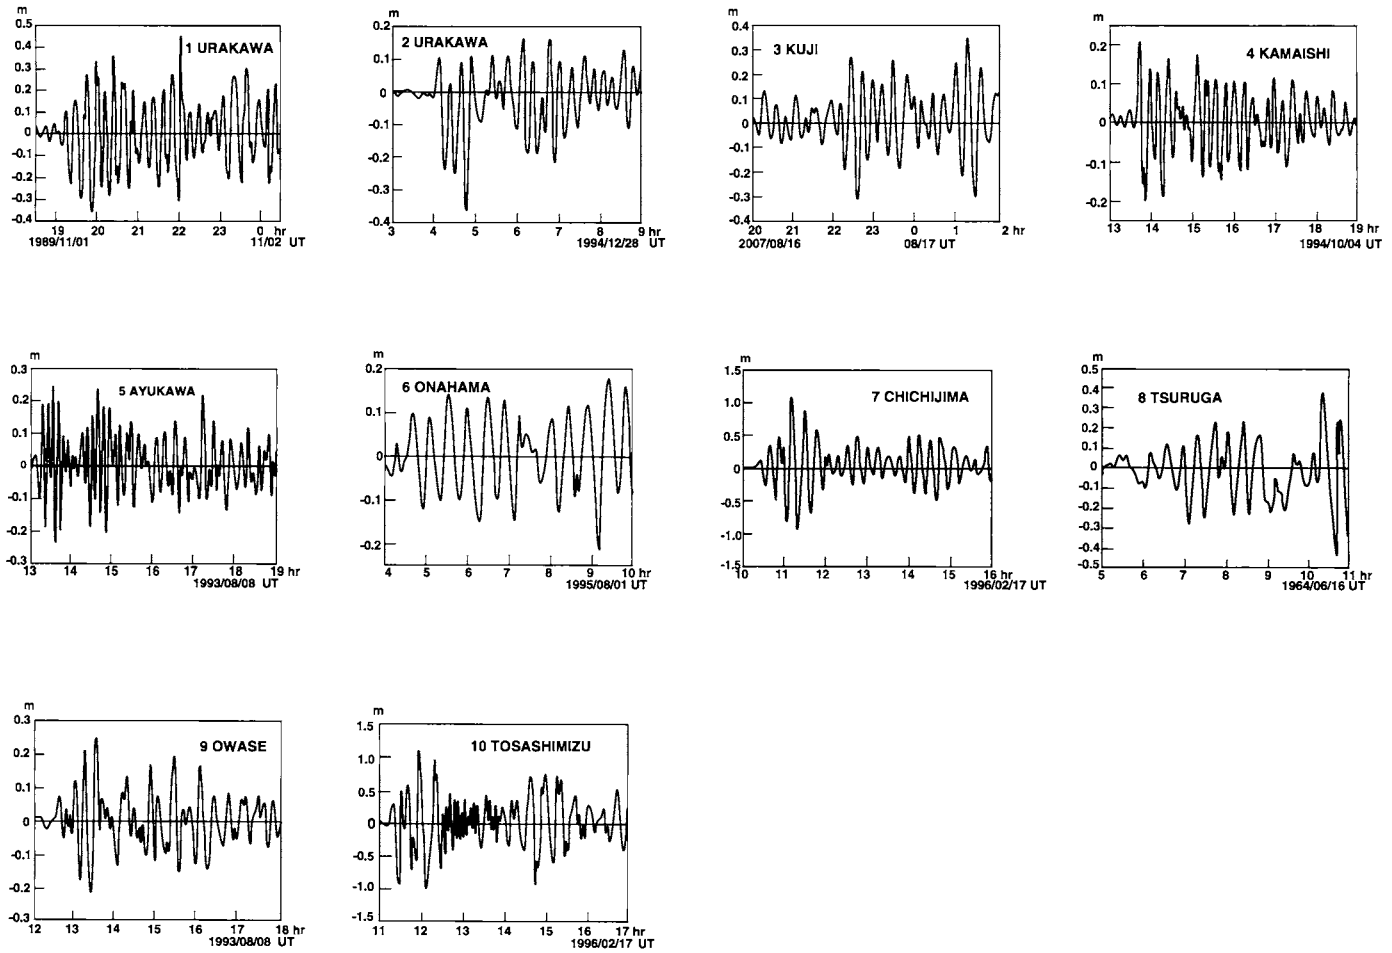 m
0.5
1 URAKAWA
0.4
0.3
0.2
0.1
0
-0.1
-0.2
-0.3
-0.4
19 20 21 22 23 0 hr
1989/11/01 11/02 UT
m
0.2
2 URAKAWA
0.1
0
-0.1
-0.2
-0.3
-0.4
3 4 5 6 7 8 9 hr
1994/12/28 UT
m
0.4
3 KUJI
0.3
0.2
0.1
0
-0.1
-0.2
-0.3
-0.4
20 21 22 23 0 1 2 hr
2007/08/16 08/17 UT
m
0.2
4 KAMAISHI
0.1
0
-0.1
-0.2
13 14 15 16 17 18 19 hr
1994/10/04 UT
m
0.3
5 AYUKAWA
0.2
0.1
0
-0.1
-0.2
-0.3
13 14 15 16 17 18 19 hr
1993/08/08 UT
m
0.2
6 ONAHAMA
0.1
0
-0.1
-0.2
4 5 6 7 8 9 10 hr
1995/08/01 UT
m
1.5
7 CHICHIJIMA
1.0
0.5
0
-0.5
-1.0
-1.5
10 11 12 13 14 15 16 hr
1996/02/17 UT
m
0.5
0.4
8 TSURUGA
0.3
0.2
0.1
0
-0.1
-0.2
-0.3
-0.4
-0.5
5 6 7 8 9 10 11 hr
1964/06/16 UT
m
0.3
9 OWASE
0.2
0.1
0
-0.1
-0.2
-0.3
12 13 14 15 16 17 18 hr
1993/08/08 UT
m
1.5
10 TOSASHIMIZU
1.0
0.5
0
-0.5
-1.0
-1.5
11 12 13 14 15 16 17 hr
1996/02/17 UT